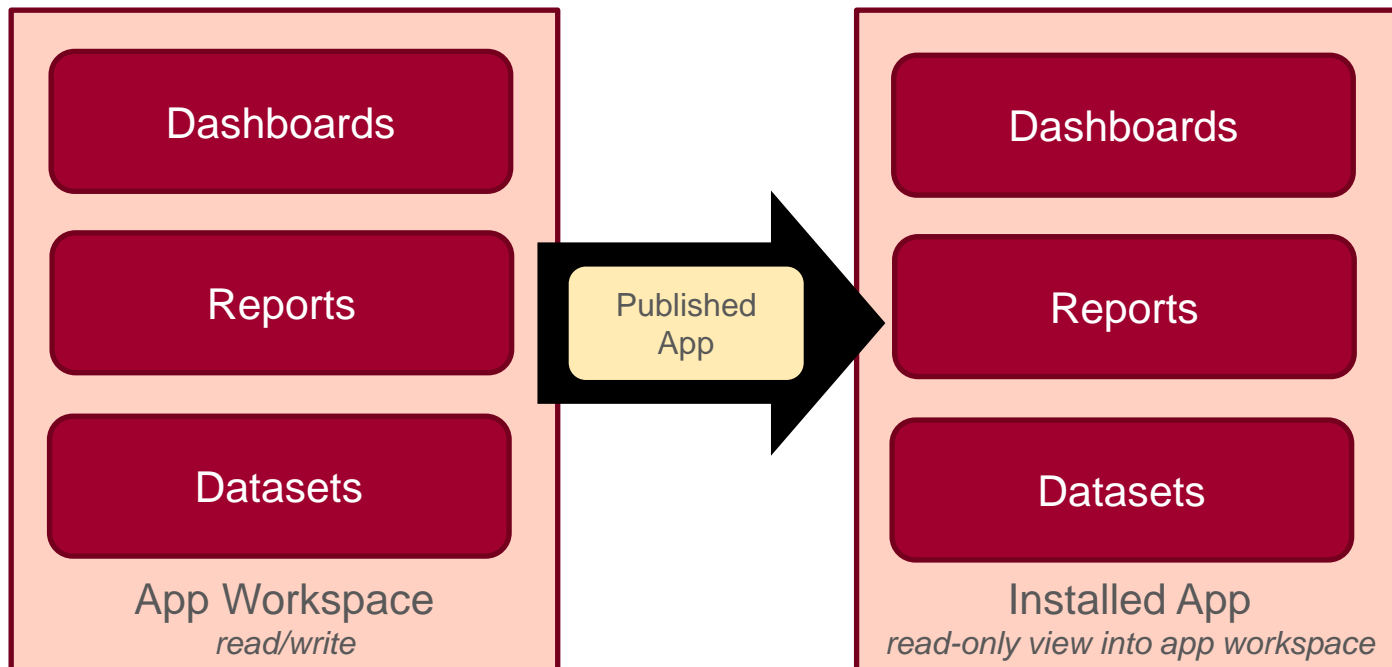 Dashboards
Reports
Datasets
App Workspace
read/write
Published
App
Dashboards
Reports
Datasets
Installed App
read-only view into app workspace